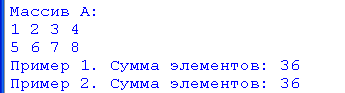 Массив A:
1 2 3 4
5 6 7 8
Пример 1. Сумма элементов: 36
Пример 2. Сумма элементов: 36